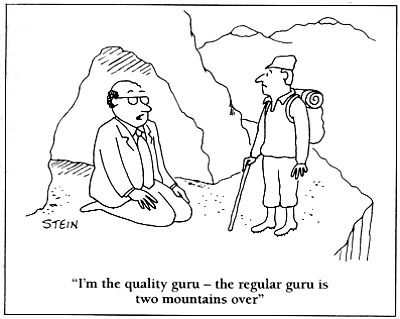 STEIN
"I'm the quality guru – the regular guru is
two mountains over"